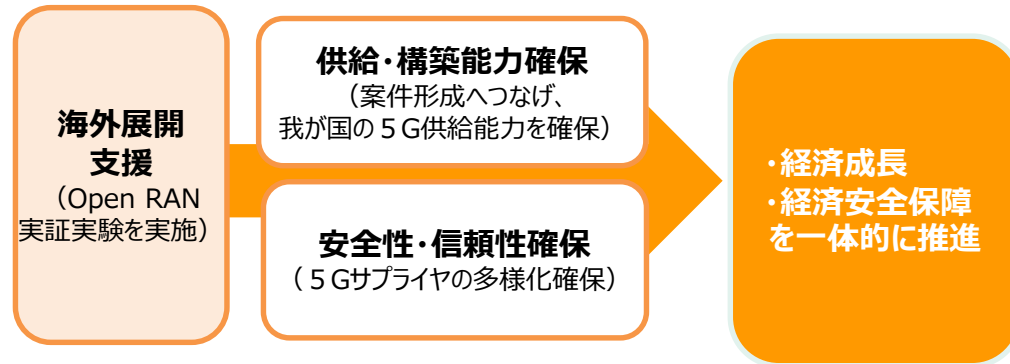 海外展開
支援
（Open RAN
実証実験を実施）
供給・構築能力確保
（案件形成へつなげ、
我が国の５Ｇ供給能力を確保）
安全性・信頼性確保
（５Gサプライヤの多様化確保）
・経済成長
・経済安全保障
を一体的に推進